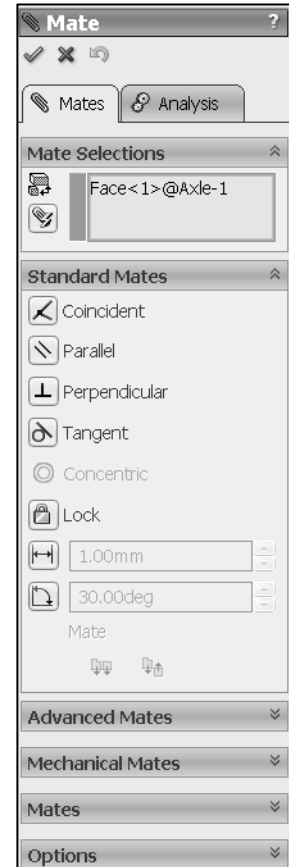 Mate ?
Mates Analysis
Mate Selections
Face<1>@Axle-1
Standard Mates
Coincident
Parallel
Perpendicular
Tangent
Concentric
Lock
1.00mm
30.00deg
Mate
Advanced Mates
Mechanical Mates
Mates
Options